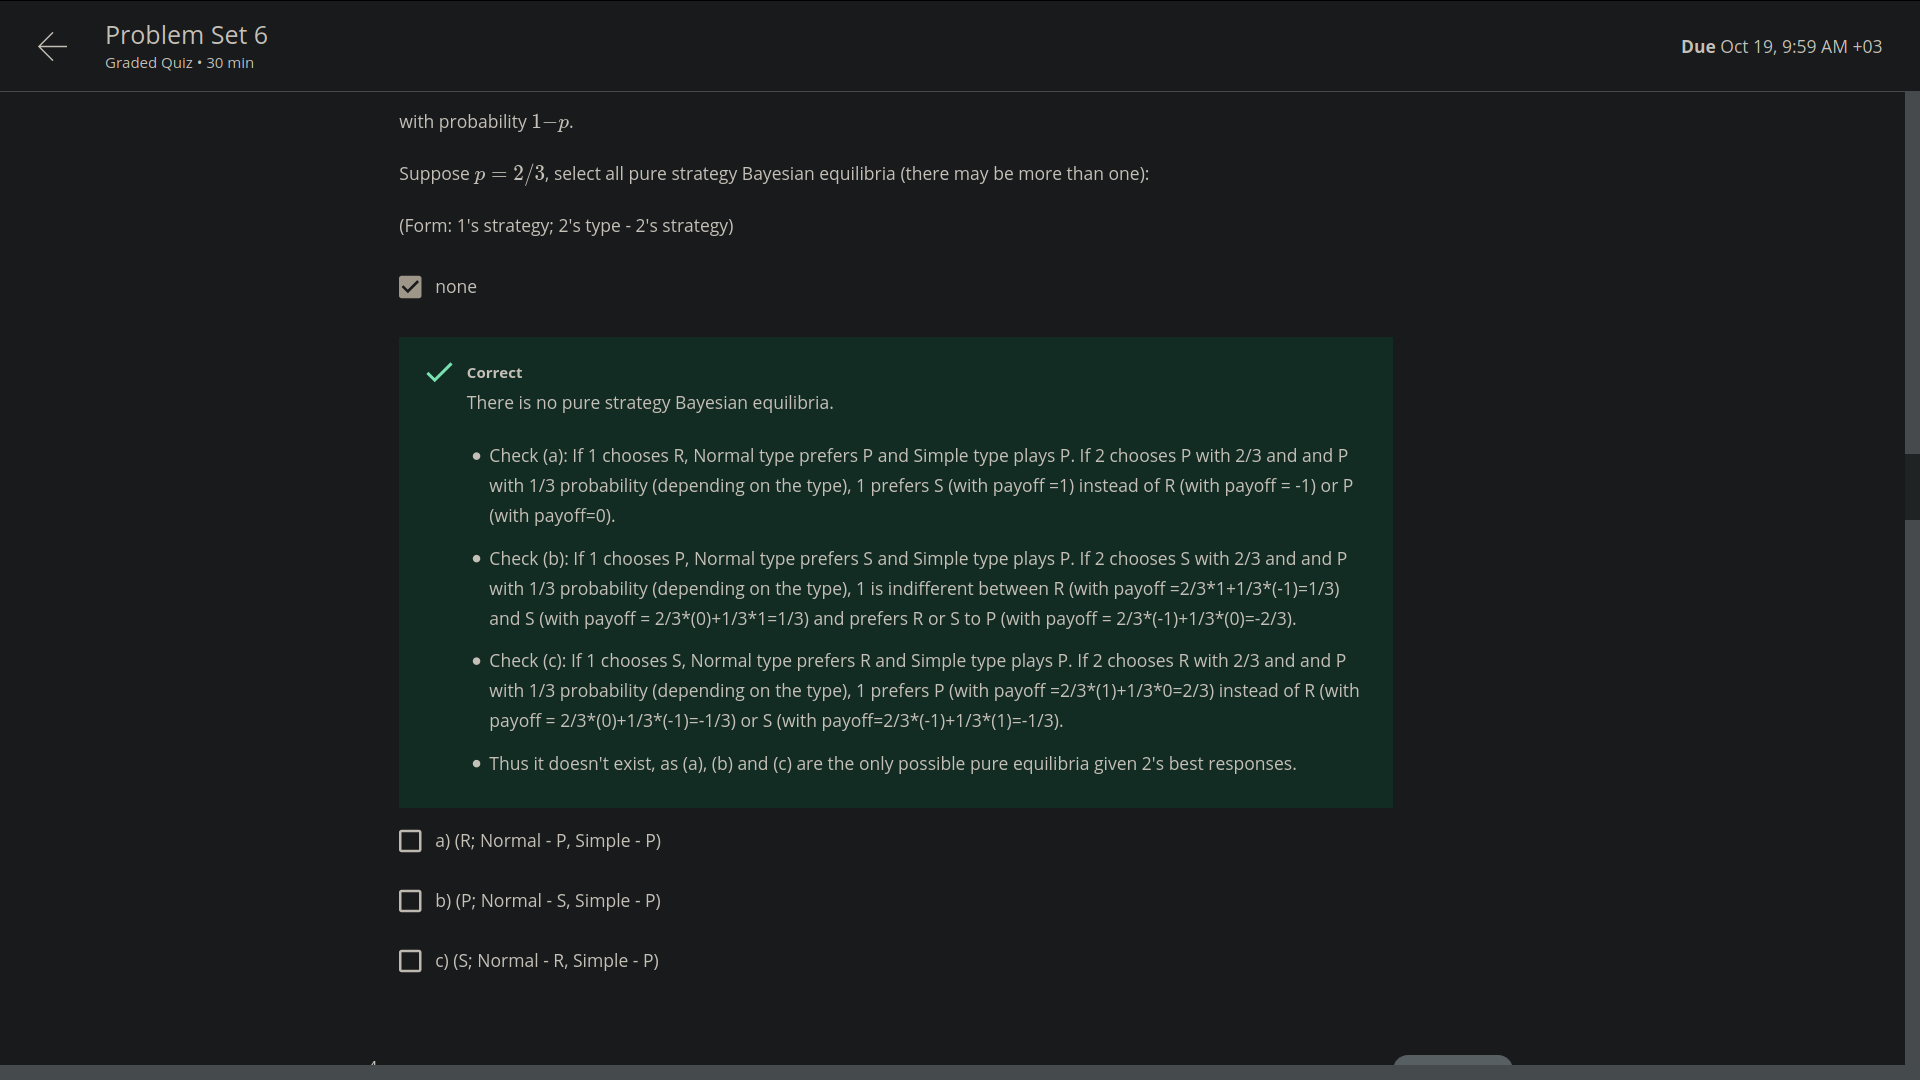 Problem Set 6
Graded Quiz • 30 min
Due Oct 19, 9:59 AM +03
with probability 1−p.
Suppose p = 2/3, select all pure strategy Bayesian equilibria (there may be more than one):
(Form: 1's strategy; 2's type - 2's strategy)
none
Correct
There is no pure strategy Bayesian equilibria.
• Check (a): If 1 chooses R, Normal type prefers P and Simple type plays P. If 2 chooses P with 2/3 and and P
with 1/3 probability (depending on the type), 1 prefers S (with payoff =1) instead of R (with payoff = -1) or P
(with payoff=0).
• Check (b): If 1 chooses P, Normal type prefers S and Simple type plays P. If 2 chooses S with 2/3 and and P
with 1/3 probability (depending on the type), 1 is indifferent between R (with payoff =2/3*1+1/3*(-1)=1/3)
and S (with payoff = 2/3*(0)+1/3*1=1/3) and prefers R or S to P (with payoff = 2/3*(-1)+1/3*(0)=-2/3).
• Check (c): If 1 chooses S, Normal type prefers R and Simple type plays P. If 2 chooses R with 2/3 and and P
with 1/3 probability (depending on the type), 1 prefers P (with payoff =2/3*(1)+1/3*0=2/3) instead of R (with
payoff = 2/3*(0)+1/3*(-1)=-1/3) or S (with payoff=2/3*(-1)+1/3*(1)=-1/3).
• Thus it doesn't exist, as (a), (b) and (c) are the only possible pure equilibria given 2's best responses.
a) (R; Normal - P, Simple - P)
b) (P; Normal - S, Simple - P)
c) (S; Normal - R, Simple - P)